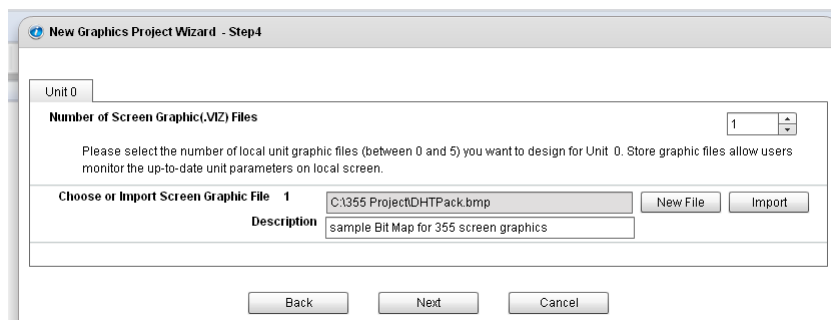 New Graphics Project Wizard - Step4
Unit 0
Number of Screen Graphic(.VIZ) Files 1
Please select the number of local unit graphic files (between 0 and 5) you want to design for Unit 0. Store graphic files allow users
monitor the up-to-date unit parameters on local screen.
Choose or Import Screen Graphic File 1 C:\355 Project\DHTPack.bmp New File Import
Description sample Bit Map for 355 screen graphics
Back Next Cancel